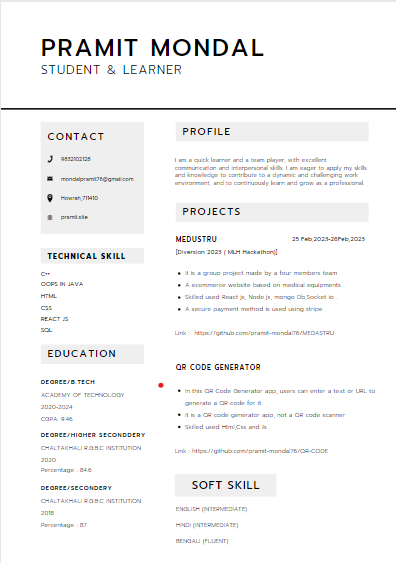 PRAMIT MONDAL
STUDENT & LEARNER
CONTACT
9832102128
mondalpramit76@gmail.com
Howrah,711410
pramit.site
TECHNICAL SKILL
C++
OOPS IN JAVA
HTML
CSS
REACT JS
SQL
EDUCATION
DEGREE/B.TECH
ACADEMY OF TECHNOLOGY
2020-2024
CGPA: 9.46
DEGREE/HIGHER SECONDDERY
CHALTAKHALI R.G.B.C INSTITUTION
2020
Percentage : 84.6
DEGREE/SECONDERY
CHALTAKHALI R.G.B.C INSTITUTION
2018
Percentage : 87
PROFILE
I am a quick learner and a team player, with excellent
communication and interpersonal skills. I am eager to apply my skills
and knowledge to contribute to a dynamic and challenging work
environment, and to continuously learn and grow as a professional.
PROJECTS
MEDUSTRU 25 Feb,2023-26Feb,2023
[Diversion 2023 ( MLH Hackathon)]
It is a group project made by a four members team
A ecommerce website based on medical equipments .
Skilled used React js, Node js, mongo Db,Socket io .
A secure payment method is used using stripe .
Link : https://github.com/pramit-mondal76/MEDASTRU
QR CODE GENERATOR
In this QR Code Generator app, users can enter a text or URL to
generate a QR code for it.
It is a QR code generator app, not a QR code scanner
Skilled used Html,Css and Js
Link : https://github.com/pramit-mondal76/QR-CODE
SOFT SKILL
ENGLISH (INTERMEDIATE)
HINDI (INTERMEDIATE)
BENGALI (FLUENT)